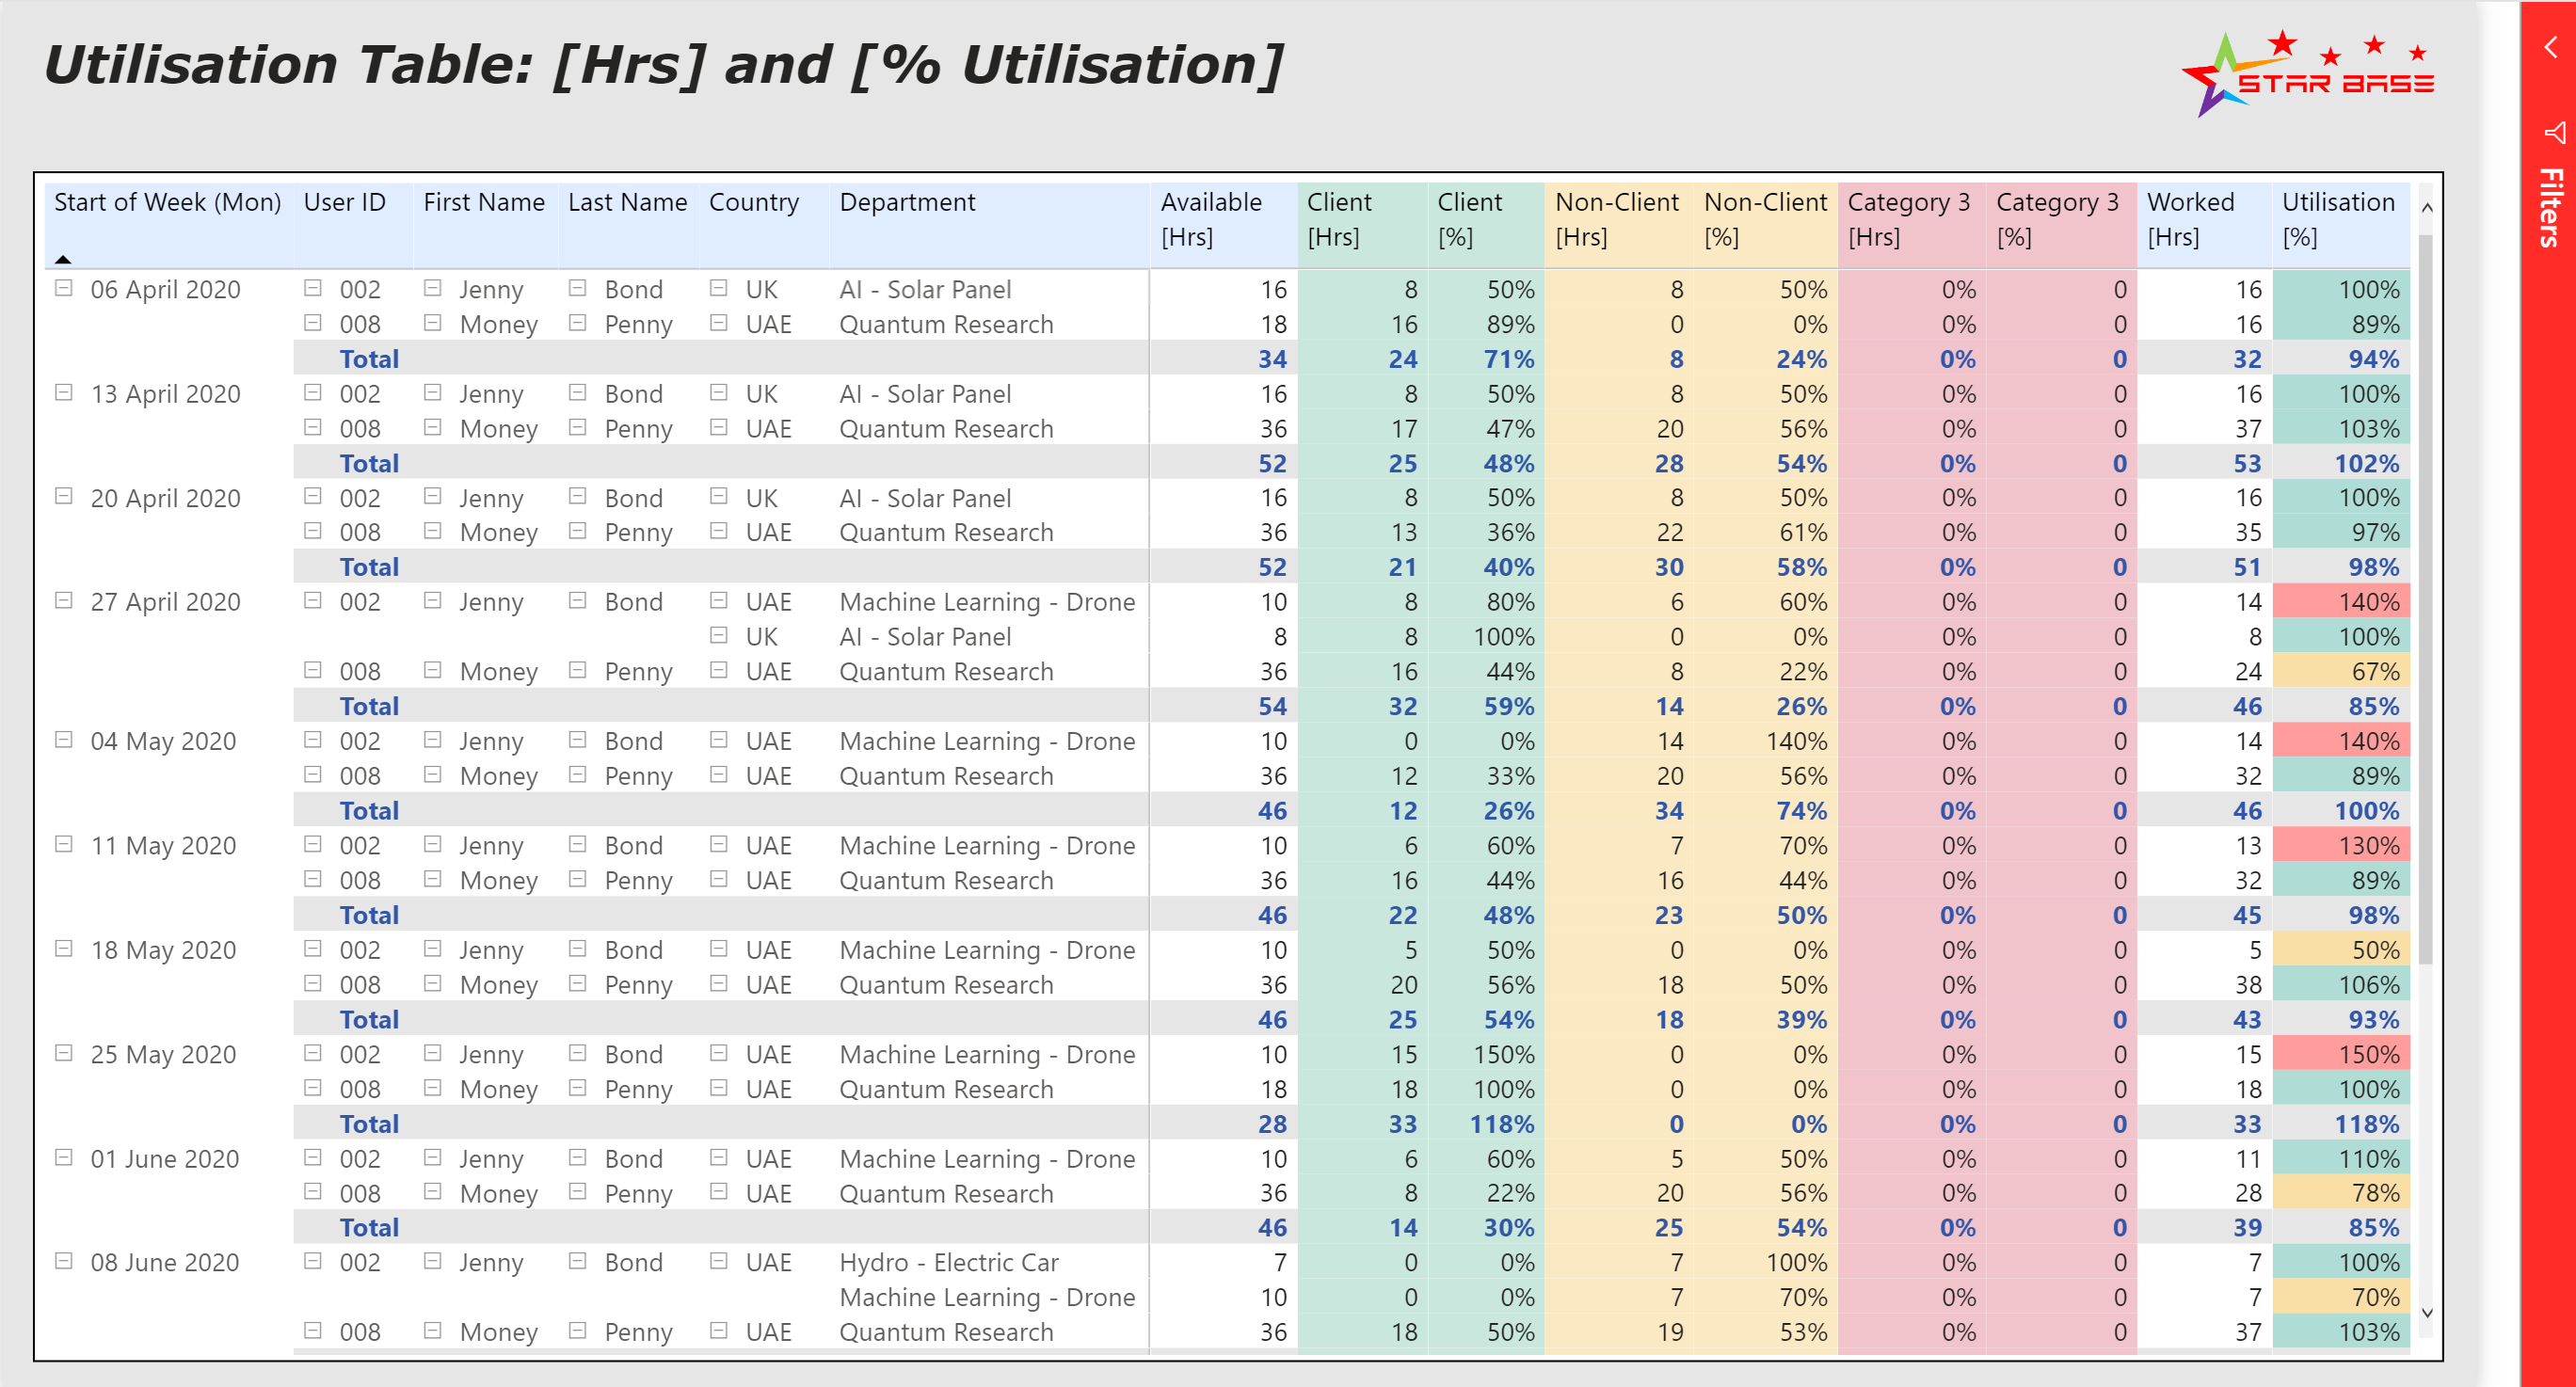 Utilisation Table: [Hrs] and [% Utilisation]
STAR BASE
Filters
Start of Week (Mon) User ID First Name Last Name Country Department Available [Hrs] Client [Hrs] Client [%] Non-Client [Hrs] Non-Client [%] Category 3 [Hrs] Category 3 [%] Worked [Hrs] Utilisation [%]
06 April 2020 002 Jenny Bond UK AI - Solar Panel 16 8 50% 8 50% 0% 0 16 100%
008 Money Penny UAE Quantum Research 18 16 89% 0 0% 0% 0 16 89%
Total 34 24 71% 8 24% 0% 0 32 94%
13 April 2020 002 Jenny Bond UK AI - Solar Panel 16 8 50% 8 50% 0% 0 16 100%
008 Money Penny UAE Quantum Research 36 17 47% 20 56% 0% 0 37 103%
Total 52 25 48% 28 54% 0% 0 53 102%
20 April 2020 002 Jenny Bond UK AI - Solar Panel 16 8 50% 8 50% 0% 0 16 100%
008 Money Penny UAE Quantum Research 36 13 36% 22 61% 0% 0 35 97%
Total 52 21 40% 30 58% 0% 0 51 98%
27 April 2020 002 Jenny Bond UAE Machine Learning - Drone 10 8 80% 6 60% 0% 0 14 140%
UK AI - Solar Panel 8 8 100% 0 0% 0% 0 8 100%
008 Money Penny UAE Quantum Research 36 16 44% 8 22% 0% 0 24 67%
Total 54 32 59% 14 26% 0% 0 46 85%
04 May 2020 002 Jenny Bond UAE Machine Learning - Drone 10 0 0% 14 140% 0% 0 14 140%
008 Money Penny UAE Quantum Research 36 12 33% 20 56% 0% 0 32 89%
Total 46 12 26% 34 74% 0% 0 46 100%
11 May 2020 002 Jenny Bond UAE Machine Learning - Drone 10 6 60% 7 70% 0% 0 13 130%
008 Money Penny UAE Quantum Research 36 16 44% 16 44% 0% 0 32 89%
Total 46 22 48% 23 50% 0% 0 45 98%
18 May 2020 002 Jenny Bond UAE Machine Learning - Drone 10 5 50% 0 0% 0% 0 5 50%
008 Money Penny UAE Quantum Research 36 20 56% 18 50% 0% 0 38 106%
Total 46 25 54% 18 39% 0% 0 43 93%
25 May 2020 002 Jenny Bond UAE Machine Learning - Drone 10 15 150% 0 0% 0% 0 15 150%
008 Money Penny UAE Quantum Research 18 18 100% 0 0% 0% 0 18 100%
Total 28 33 118% 0 0% 0% 0 33 118%
01 June 2020 002 Jenny Bond UAE Machine Learning - Drone 10 6 60% 5 50% 0% 0 11 110%
008 Money Penny UAE Quantum Research 36 8 22% 20 56% 0% 0 28 78%
Total 46 14 30% 25 54% 0% 0 39 85%
08 June 2020 002 Jenny Bond UAE Hydro - Electric Car 7 0 0% 7 100% 0% 0 7 100%
Machine Learning - Drone 10 0 0% 7 70% 0% 0 7 70%
008 Money Penny UAE Quantum Research 36 18 50% 19 53% 0% 0 37 103%